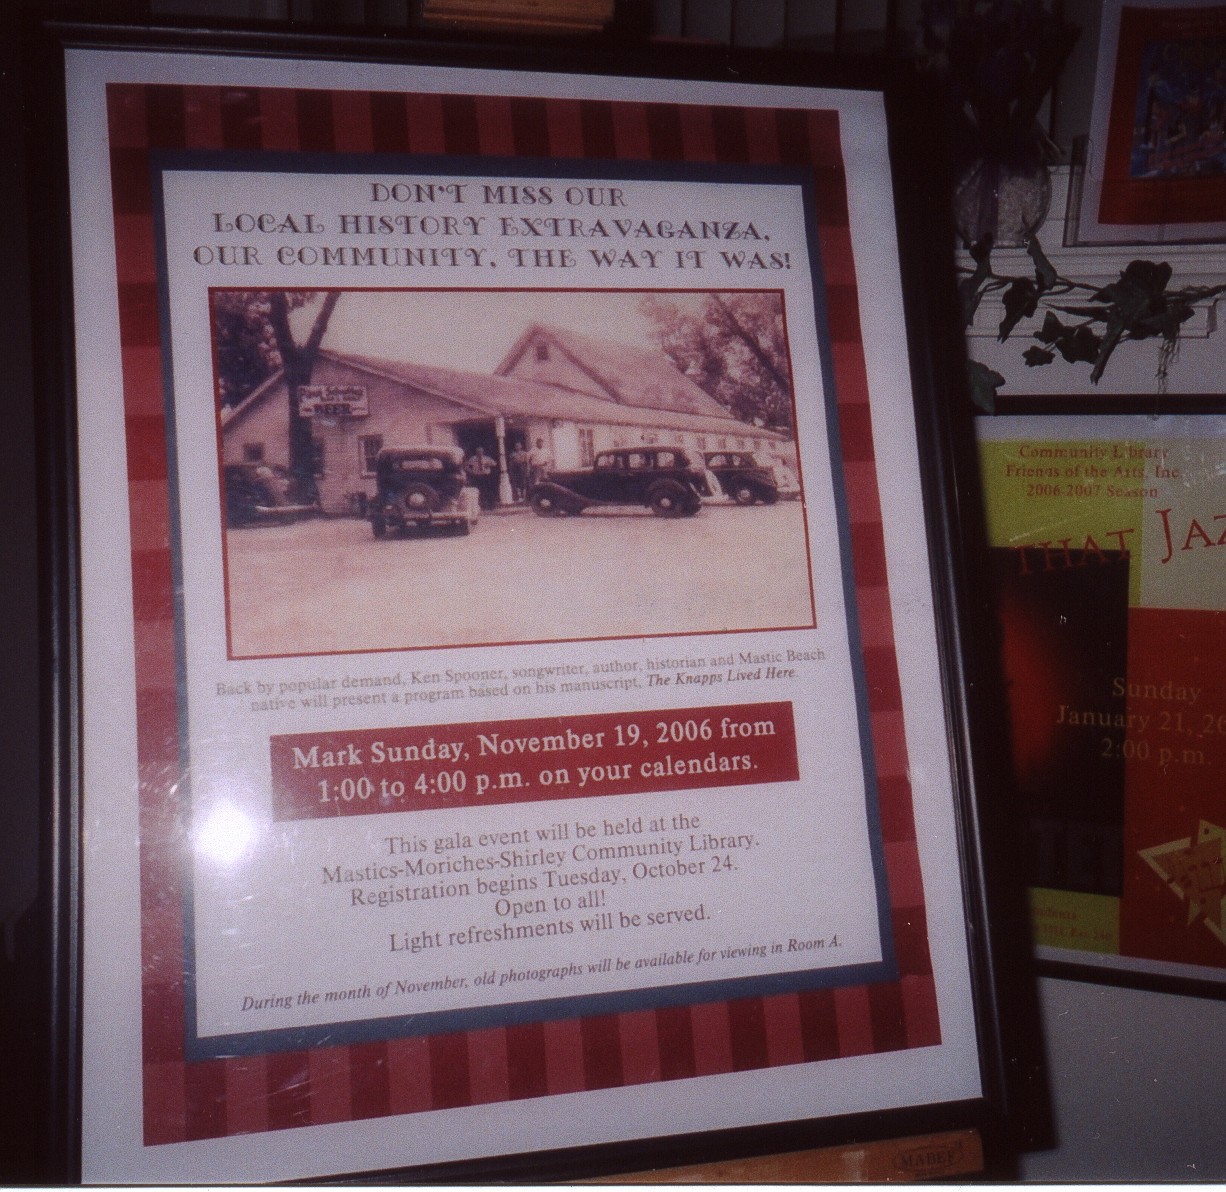 DON'T MISS OUR
LOCAL HISTORY EXTRAVAGANZA,
OUR COMMUNITY, THE WAY IT WAS!
BEER
Back by popular demand, Ken Spooner, songwriter, author, historian and Mastic Beach
native will present a program based on his manuscript, The Knapps Lived Here.
Mark Sunday, November 19, 2006 from
1:00 to 4:00 p.m. on your calendars.
This gala event will be held at the
Mastics-Moriches-Shirley Community Library.
Registration begins Tuesday, October 24.
Open to all!
Light refreshments will be served.
During the month of November, old photographs will be available for viewing in Room A.
MABEF
Community Library
Friends of the Arts, Inc.
2006-2007 Season
THAT
Sunday
January 21,
2:00 p.m.